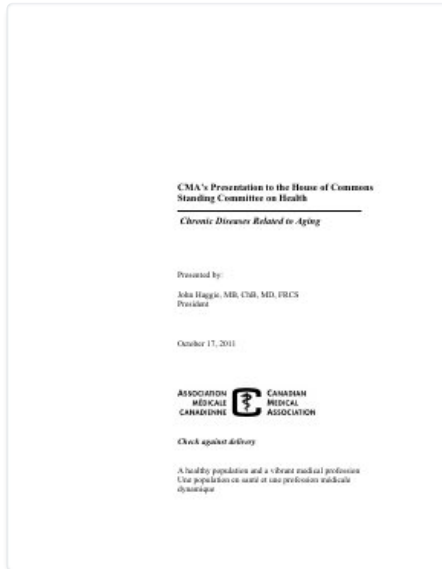 CMA's Presentation to the House of Commons
Standing Committee on Health
Chronic Diseases Related to Aging
Presented by:
John Haggie, MB, ChB, MD, FRCS
President
October 17, 2011
ASSOCIATION
MÉDICALE
CANADIENNE
CANADIAN
MEDICAL
ASSOCIATION
Check against delivery
A healthy population and a vibrant medical profession
Une population en santé et une profession médicale
dynamique